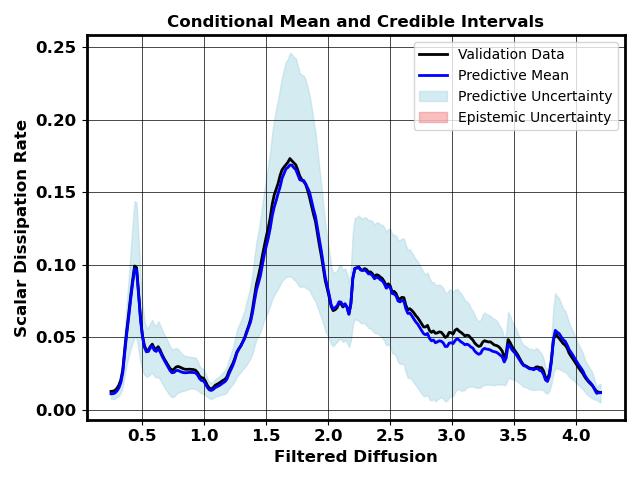 Conditional Mean and Credible Intervals
Scalar Dissipation Rate
0.25
0.20
0.15
0.10
0.05
0.00
Validation Data
Predictive Mean
Predictive Uncertainty
Epistemic Uncertainty
0.5 1.0 1.5 2.0 2.5 3.0 3.5 4.0
Filtered Diffusion